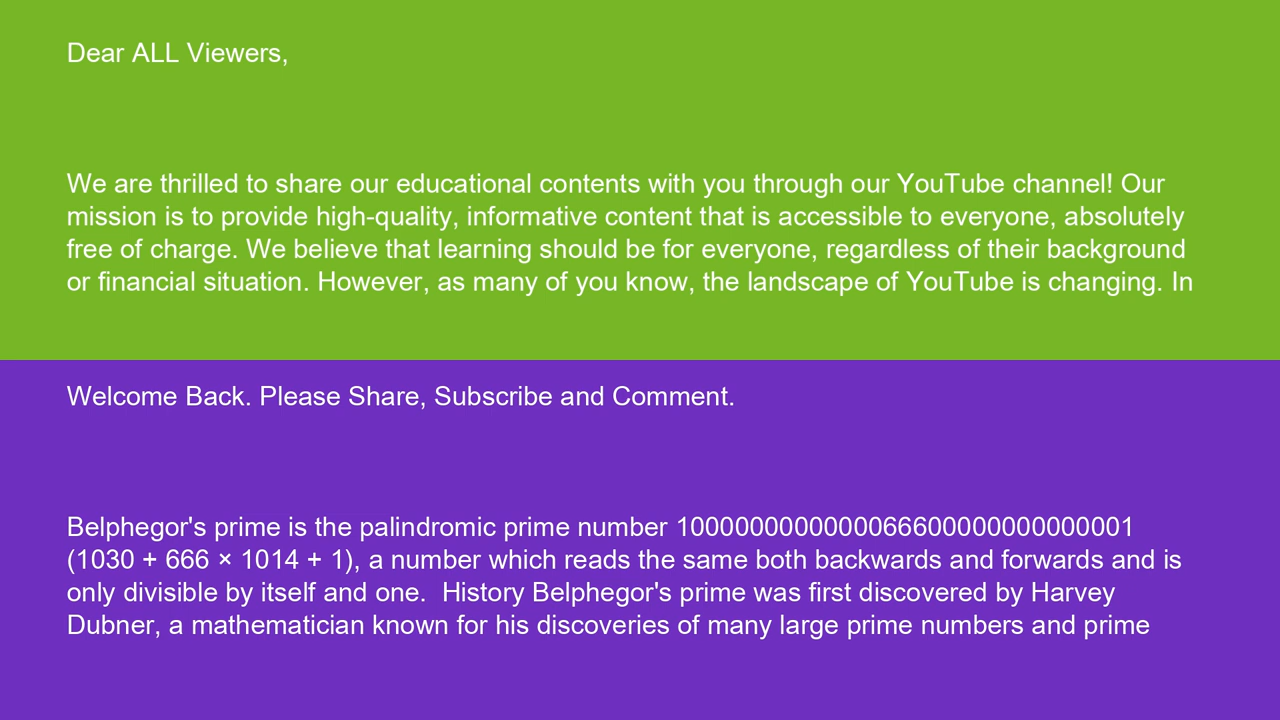 Dear ALL Viewers,
We are thrilled to share our educational contents with you through our YouTube channel! Our
mission is to provide high-quality, informative content that is accessible to everyone, absolutely
free of charge. We believe that learning should be for everyone, regardless of their background
or financial situation. However, as many of you know, the landscape of YouTube is changing. In
Welcome Back. Please Share, Subscribe and Comment.
Belphegor's prime is the palindromic prime number 1000000000000066600000000000001
(1030 + 666 × 1014 + 1), a number which reads the same both backwards and forwards and is
only divisible by itself and one.  History Belphegor's prime was first discovered by Harvey
Dubner, a mathematician known for his discoveries of many large prime numbers and prime